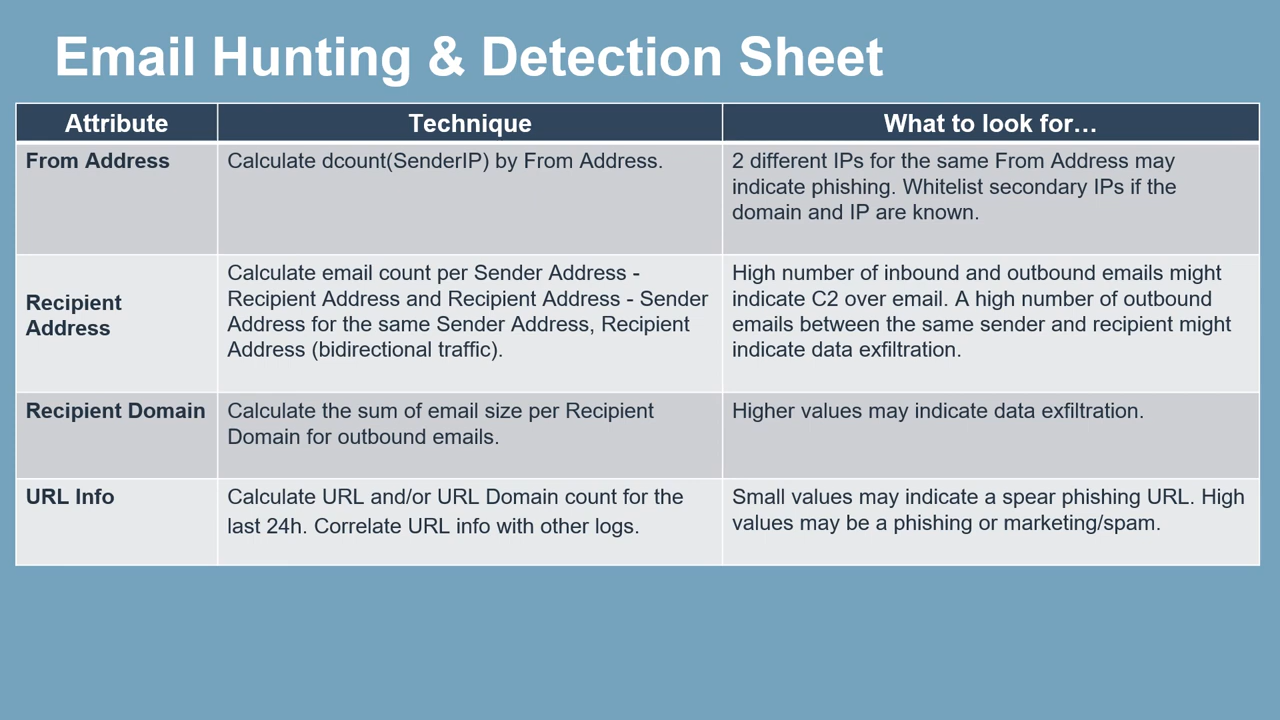 Email Hunting & Detection Sheet
Attribute
Technique
What to look for…
From Address
Calculate dcount(SenderIP) by From Address.
2 different IPs for the same From Address may
indicate phishing. Whitelist secondary IPs if the
domain and IP are known.
Recipient
Address
Calculate email count per Sender Address -
Recipient Address and Recipient Address - Sender
Address for the same Sender Address, Recipient
Address (bidirectional traffic).
High number of inbound and outbound emails might
indicate C2 over email. A high number of outbound
emails between the same sender and recipient might
indicate data exfiltration.
Recipient Domain
Calculate the sum of email size per Recipient
Domain for outbound emails.
Higher values may indicate data exfiltration.
URL Info
Calculate URL and/or URL Domain count for the
last 24h. Correlate URL info with other logs.
Small values may indicate a spear phishing URL. High
values may be a phishing or marketing/spam.